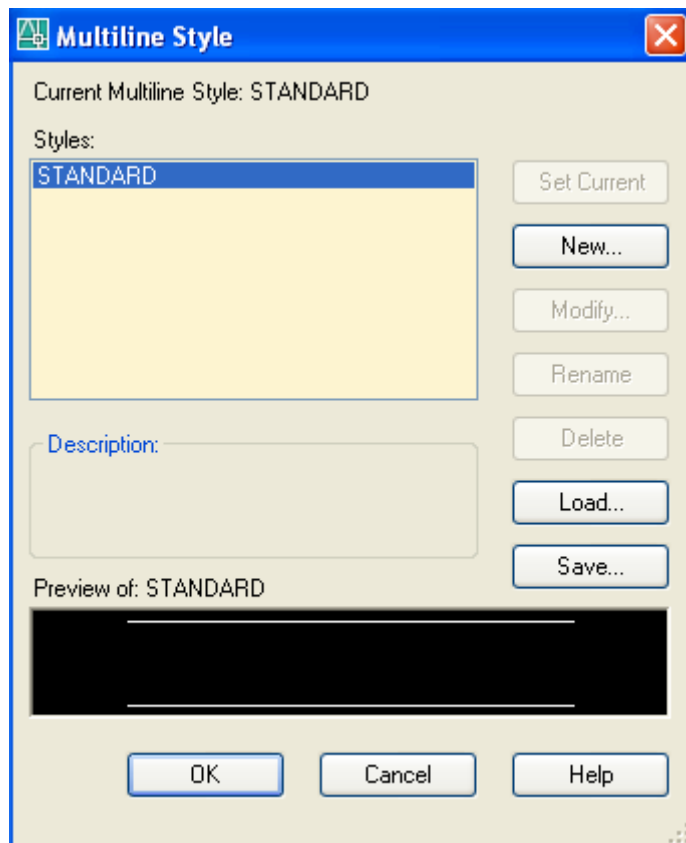 Multiline Style
Current Multiline Style: STANDARD
Styles:
STANDARD
Set Current
New...
Modify...
Rename
Delete
Load...
Save...
Description:
Preview of: STANDARD
OK
Cancel
Help